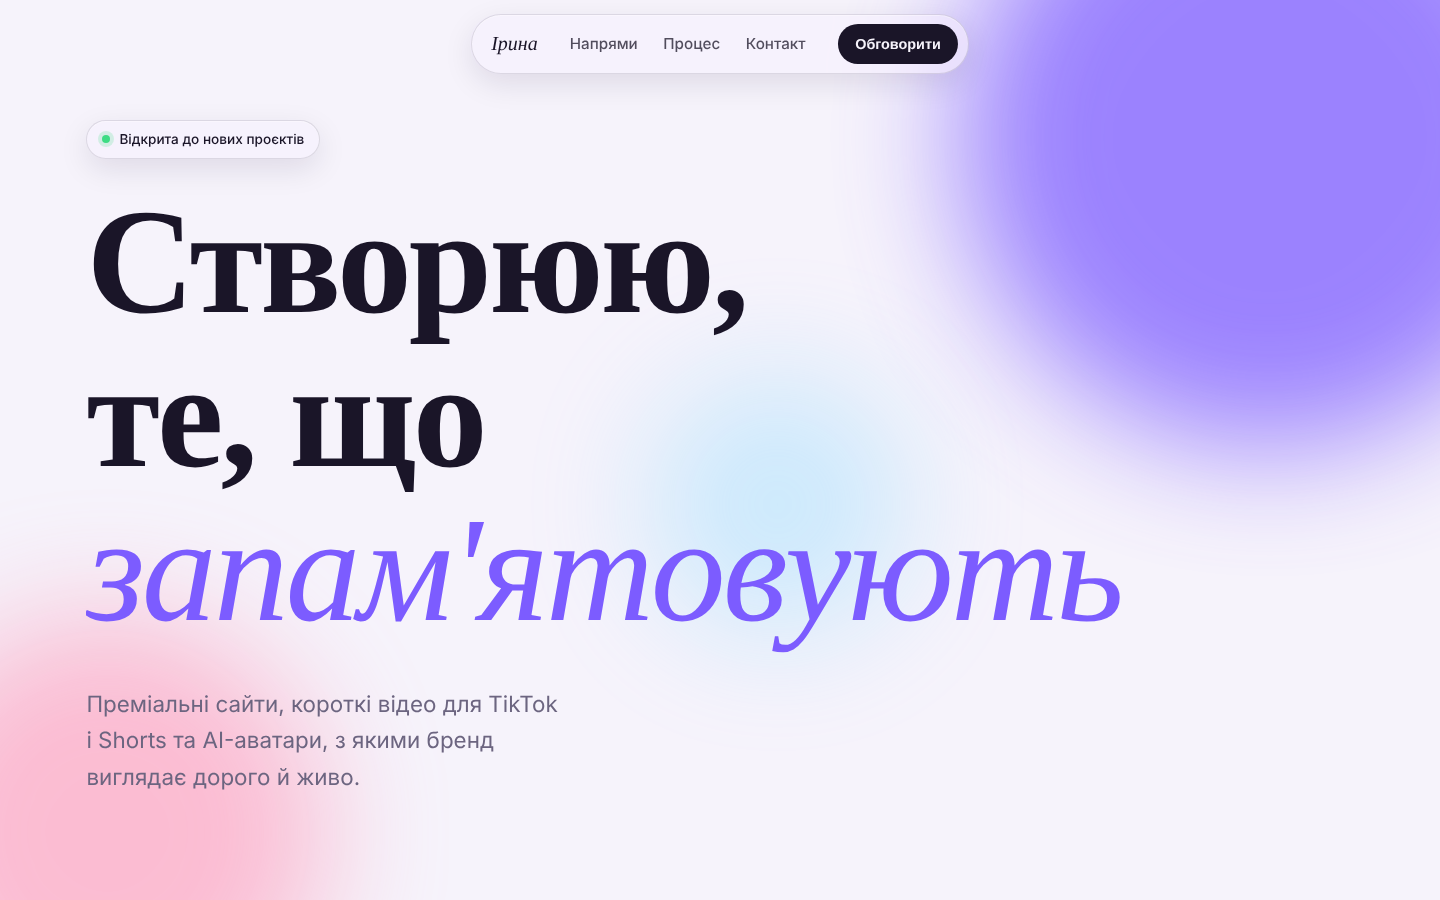 Ірина Напрями Процес Контакт Обговорити
Відкрита до нових проєктів
Створюю,
те, що
запам'ятовують
Преміальні сайти, короткі відео для TikTok
і Shorts та AI-аватари, з якими бренд
виглядає дорого й живо.